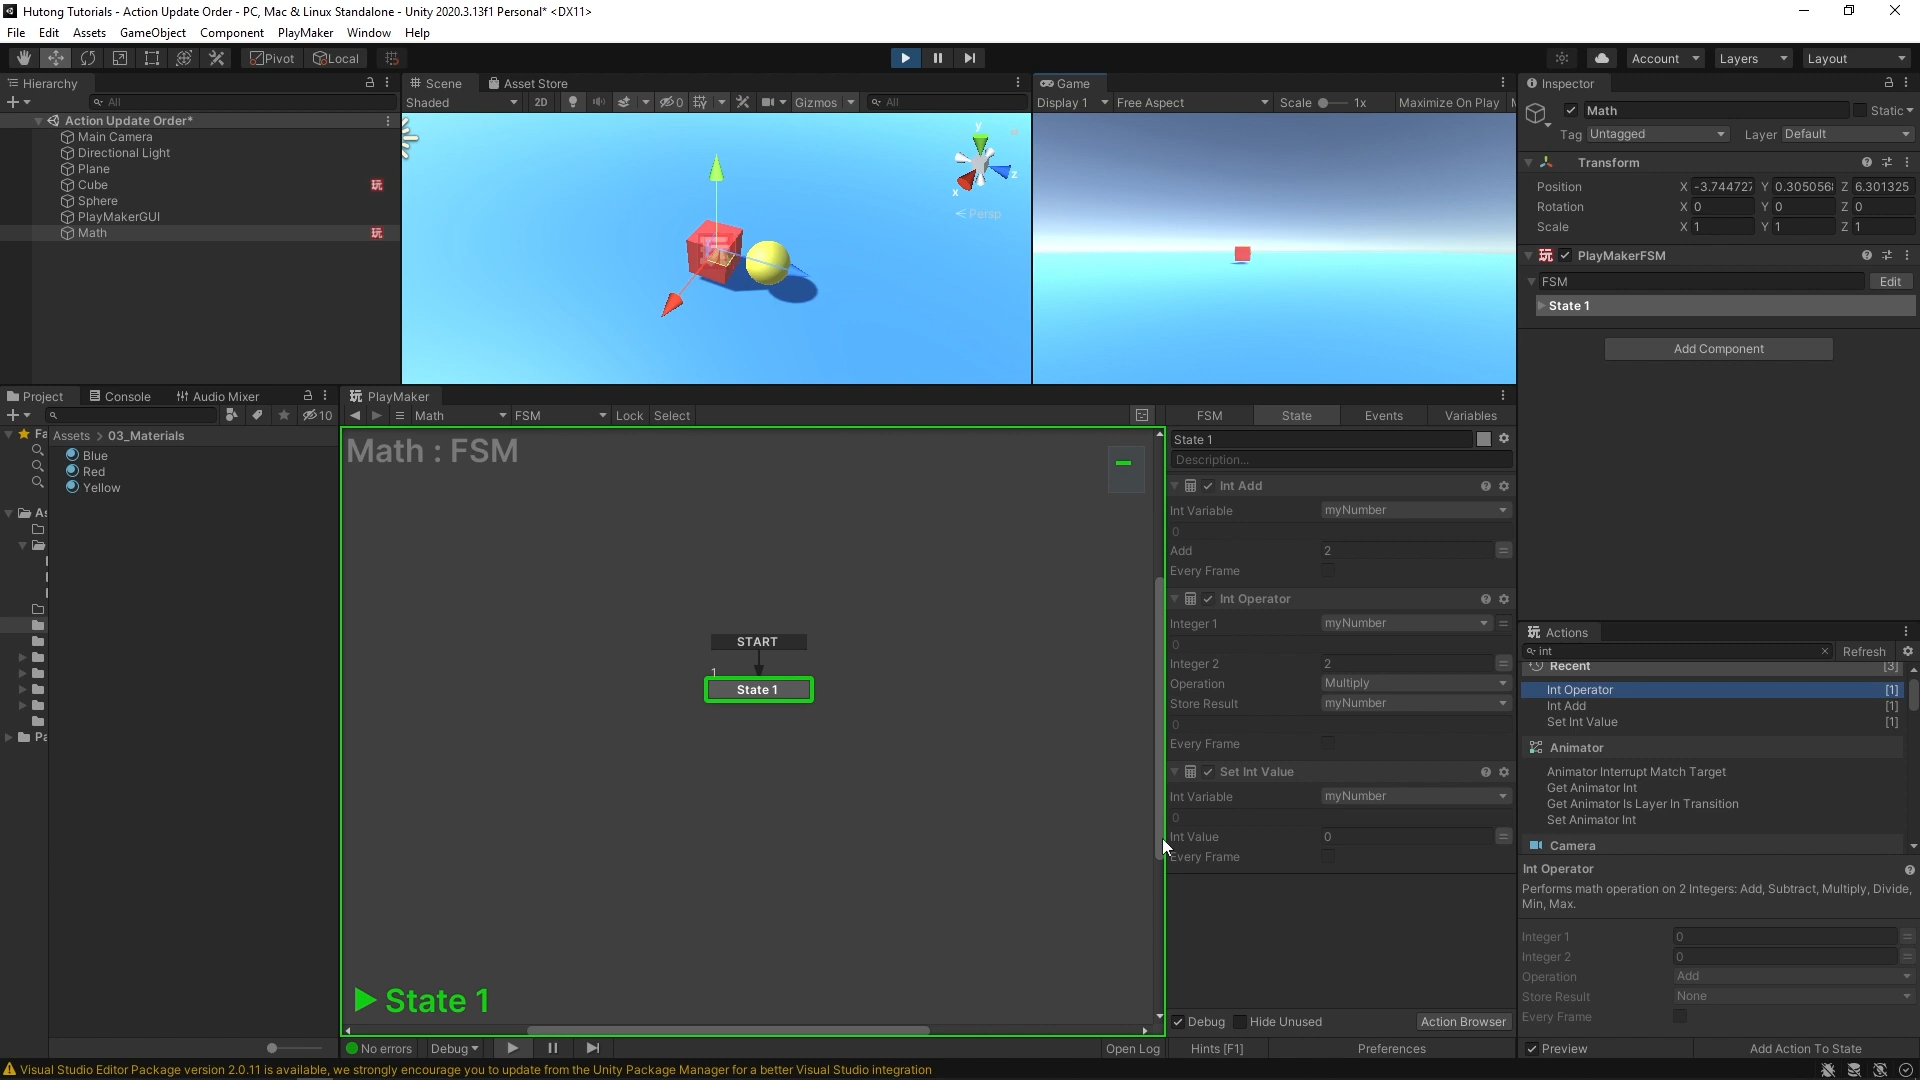 Hutong Tutorials - Action Update Order - PC, Mac & Linux Standalone - Unity 2020.3.13f1 Personal* <DX11>
File Edit Assets GameObject Component PlayMaker Window Help
Pivot Local Account Layers Layout
Hierarchy
All
Action Update Order*
Main Camera
Directional Light
Plane
Cube 玩
Sphere
PlayMakerGUI
Math 玩
Scene Asset Store
Shaded 2D 0 Gizmos All
y
z
x
Persp
Game
Display 1 Free Aspect Scale 1x Maximize On Play M
Inspector
Math Static
Tag Untagged Layer Default
Transform
Position X -3.744727 Y 0.305056 Z 6.301325
Rotation X 0 Y 0 Z 0
Scale X 1 Y 1 Z 1
玩 PlayMakerFSM
FSM Edit
State 1
Add Component
Project Console Audio Mixer
10
Fa
As
Pa
Assets > 03_Materials
Blue
Red
Yellow
玩 PlayMaker
Math FSM Lock Select
Math : FSM
START
1
State 1
State 1
No errors Debug Open Log
FSM State Events Variables
State 1
Description...
Int Add
Int Variable myNumber
0
Add 2
Every Frame
Int Operator
Integer 1 myNumber
0
Integer 2 2
Operation Multiply
Store Result myNumber
0
Every Frame
Set Int Value
Int Variable myNumber
0
Int Value 0
Every Frame
Debug Hide Unused Action Browser
Hints [F1] Preferences
玩 Actions
int Refresh
Recent [3]
Int Operator [1]
Int Add [1]
Set Int Value [1]
Animator
Animator Interrupt Match Target
Get Animator Int
Get Animator Is Layer In Transition
Set Animator Int
Camera
Int Operator
Performs math operation on 2 Integers: Add, Subtract, Multiply, Divide,
Min, Max.
Integer 1 0
Integer 2 0
Operation Add
Store Result None
Every Frame
Preview Add Action To State
Visual Studio Editor Package version 2.0.11 is available, we strongly encourage you to update from the Unity Package Manager for a better Visual Studio integration